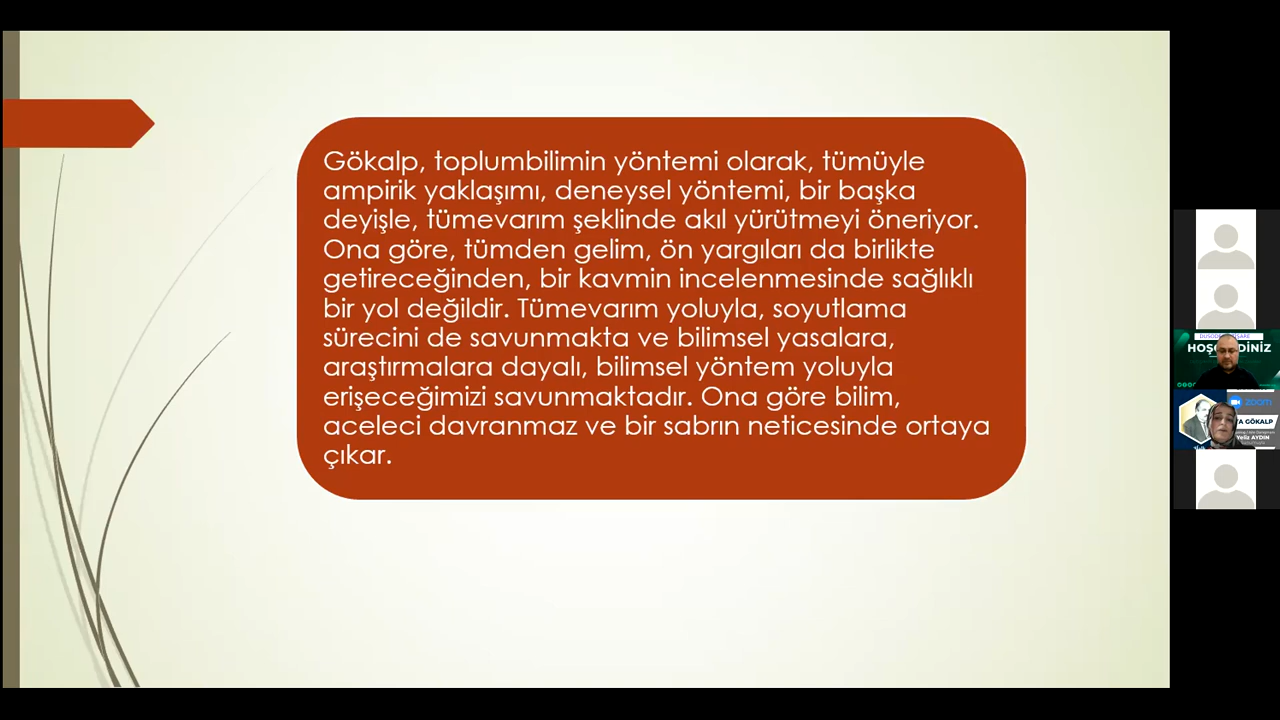 Gökalp, toplumbilimin yöntemi olarak, tümüyle
ampirik yaklaşımı, deneysel yöntemi, bir başka
deyişle, tümevarım şeklinde akıl yürütmeyi öneriyor.
Ona göre, tümden gelim, ön yargıları da birlikte
getireceğinden, bir kavmin incelenmesinde sağlıklı
bir yol değildir. Tümevarım yoluyla, soyutlama
sürecini de savunmakta ve bilimsel yasalara,
araştırmalara dayalı, bilimsel yöntem yoluyla
erişeceğimizi savunmaktadır. Ona göre bilim,
aceleci davranmaz ve bir sabrın neticesinde ortaya
çıkar.
zoom
GÖKALP
Yeliz AYDIN